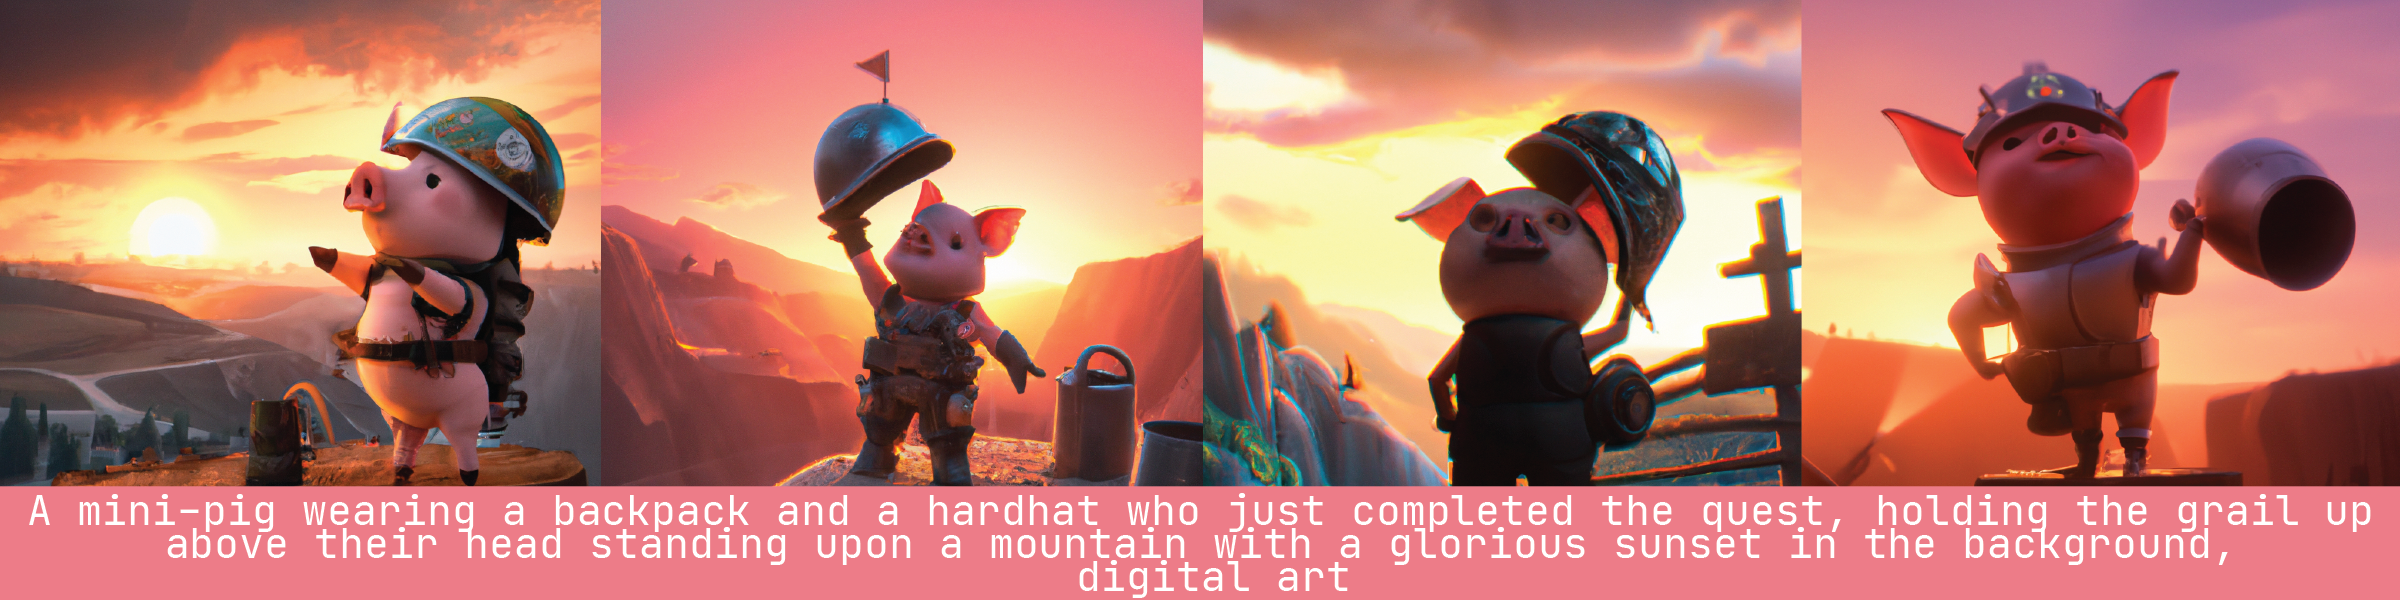 A mini-pig wearing a backpack and a hardhat who just completed the quest, holding the grail up
above their head standing upon a mountain with a glorious sunset in the background,
digital art